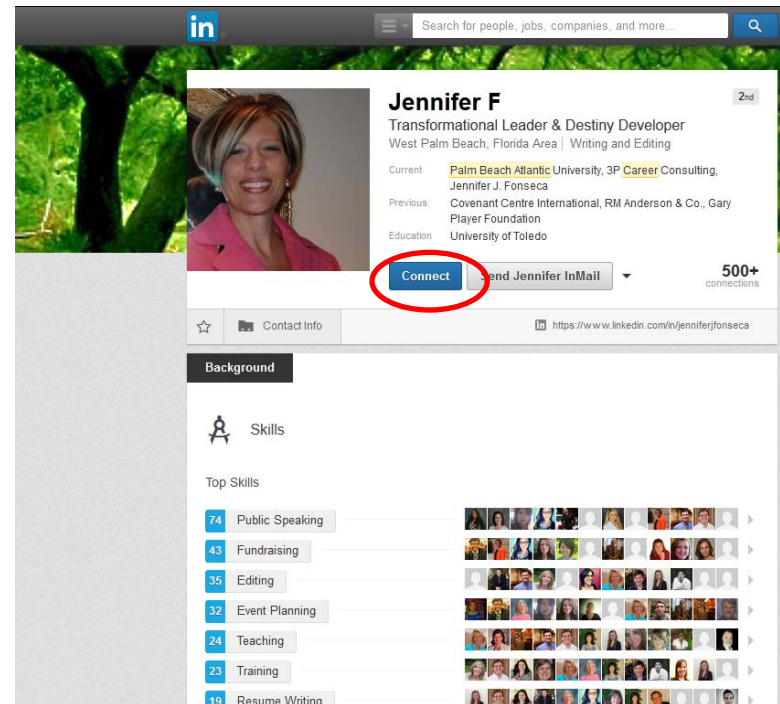 in
Search for people, jobs, companies, and more...
Jennifer F
2nd
Transformational Leader & Destiny Developer
West Palm Beach, Florida Area | Writing and Editing
Current Palm Beach Atlantic University, 3P Career Consulting,
Jennifer J. Fonseca
Previous Covenant Centre International, RM Anderson & Co., Gary
Player Foundation
Education University of Toledo
Connect Send Jennifer InMail 500+
connections
Contact Info in https://www.linkedin.com/in/jenniferjfonseca
Background
Skills
Top Skills
74 Public Speaking
43 Fundraising
35 Editing
32 Event Planning
24 Teaching
23 Training
19 Resume Writing